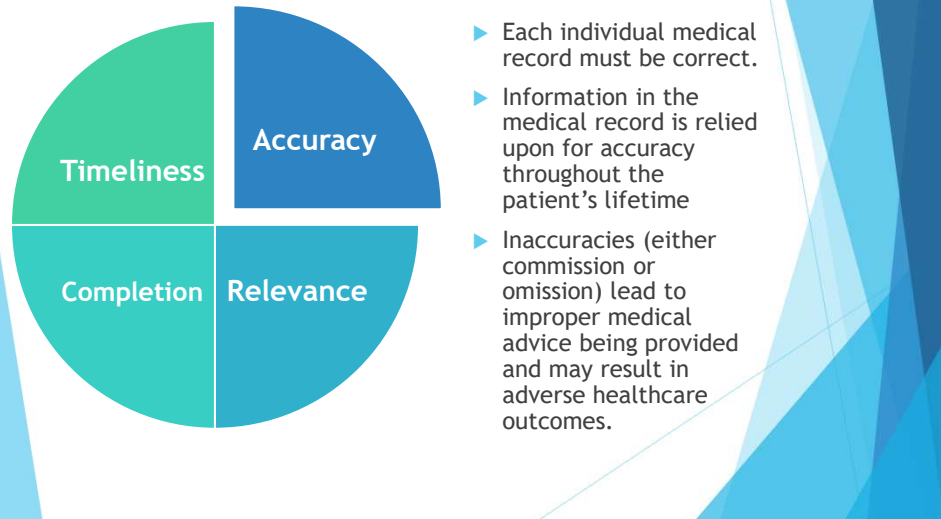 Timeliness
Accuracy
Completion
Relevance
Each individual medical
record must be correct.
Information in the
medical record is relied
upon for accuracy
throughout the
patient’s lifetime
Inaccuracies (either
commission or
omission) lead to
improper medical
advice being provided
and may result in
adverse healthcare
outcomes.